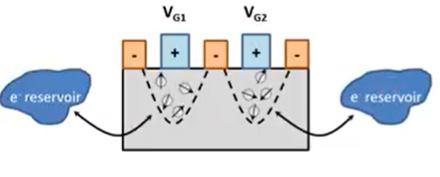 VG1 VG2
- + - + -
e- reservoir e- reservoir